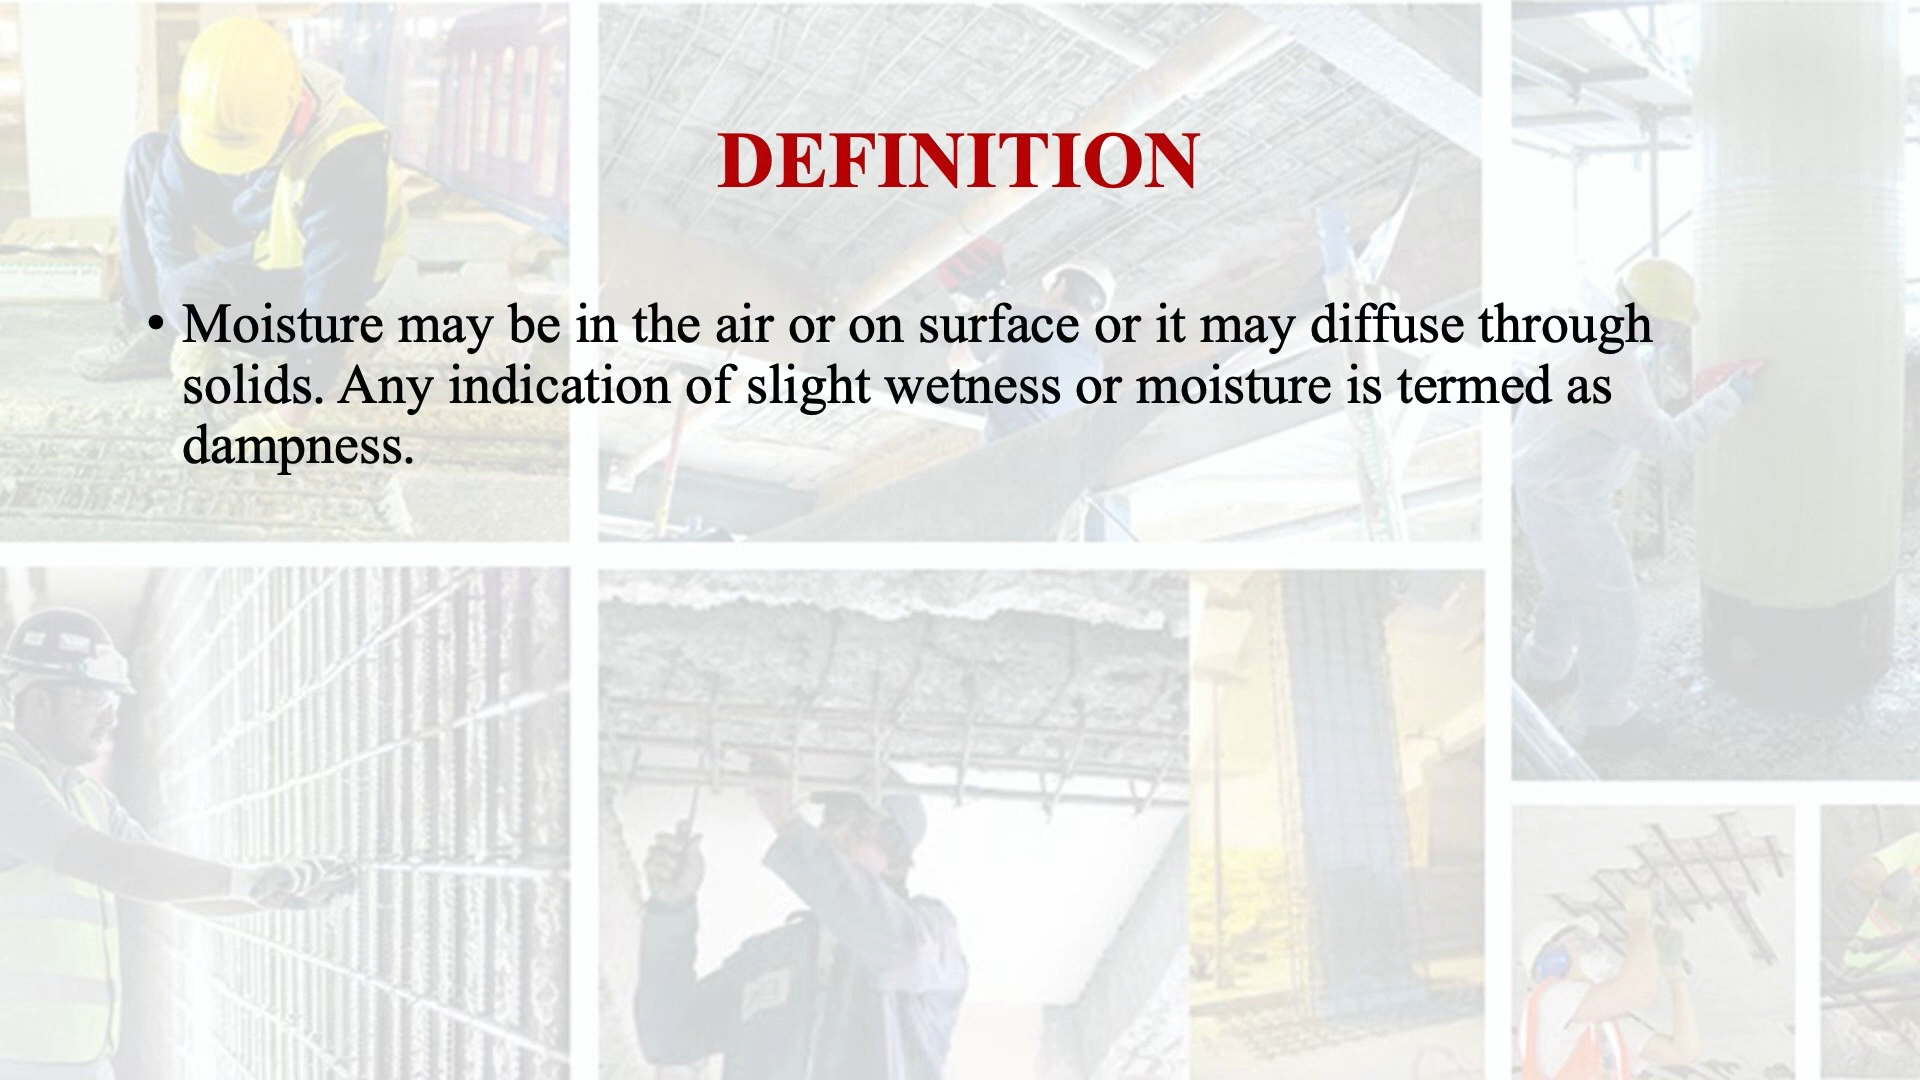 DEFINITION
• Moisture may be in the air or on surface or it may diffuse through
solids. Any indication of slight wetness or moisture is termed as
dampness.